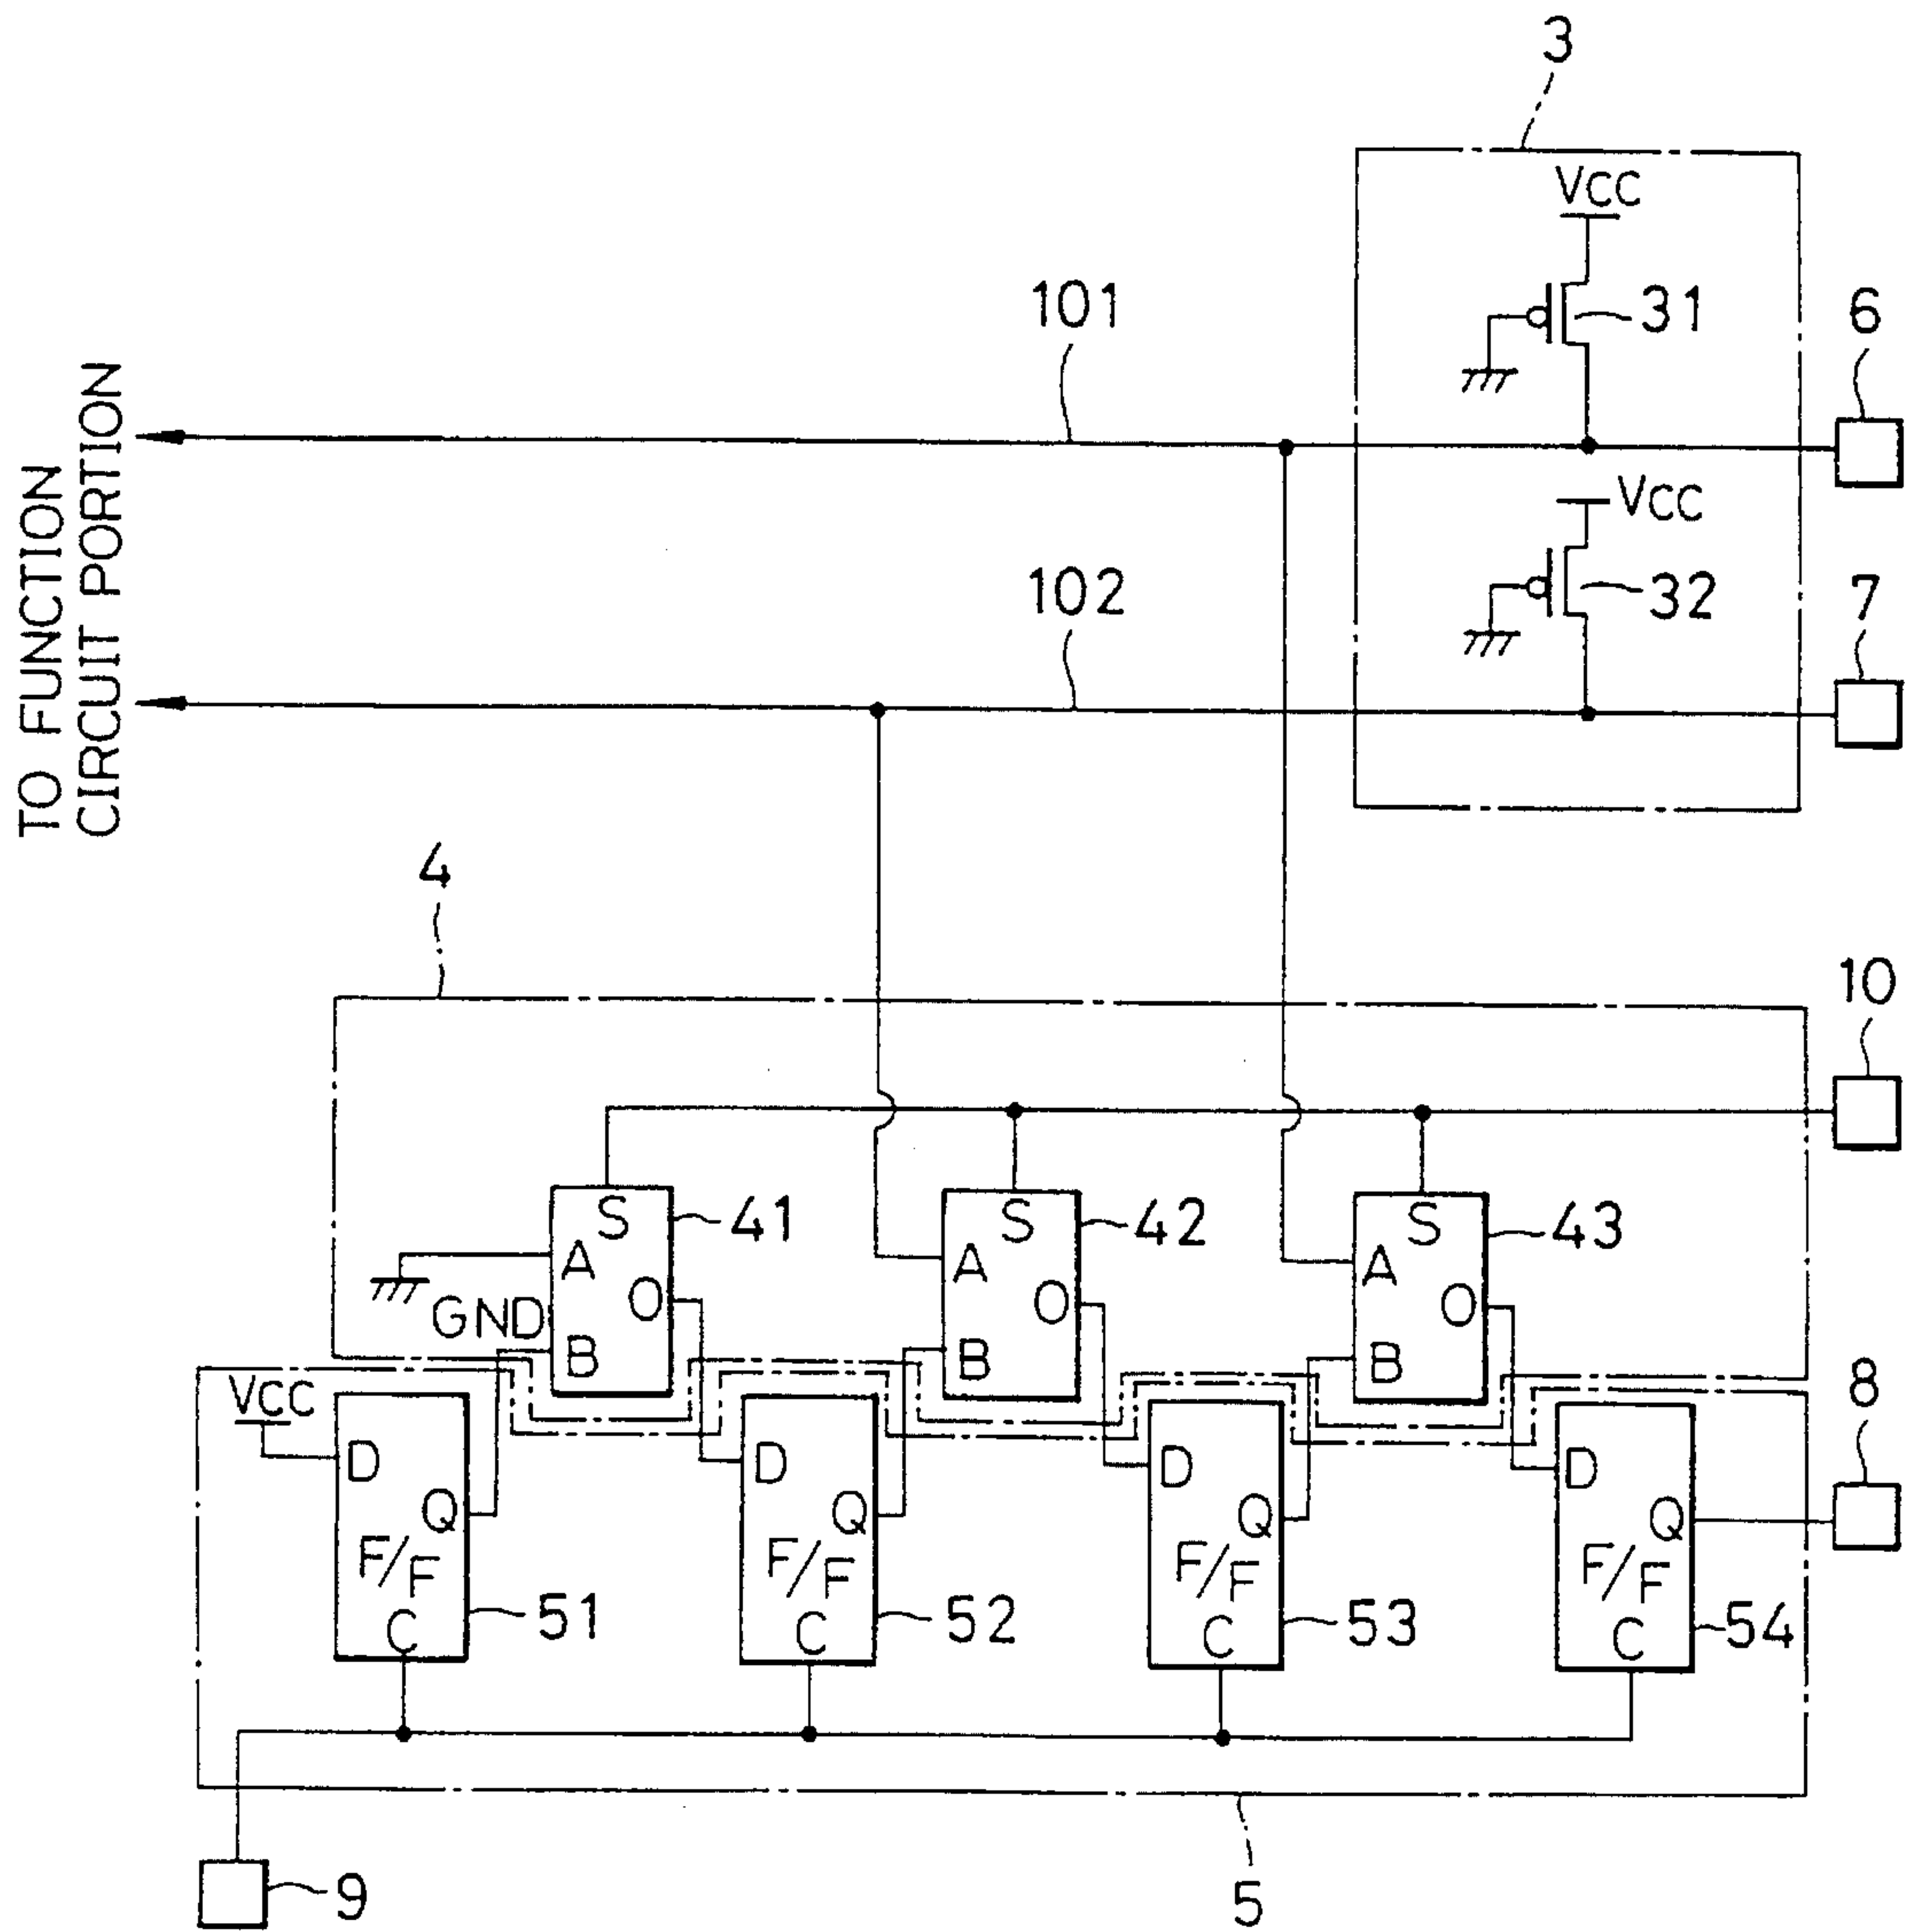 3
VCC
31
6
101
TO FUNCTION
CIRCUIT PORTION
VCC
32
7
102
4
10
S
A
O
B
41
GND
S
A
O
B
42
S
A
O
B
43
8
VCC
D
Q
F/F
C
51
D
Q
F/F
C
52
D
Q
F/F
C
53
D
Q
F/F
C
54
9
5